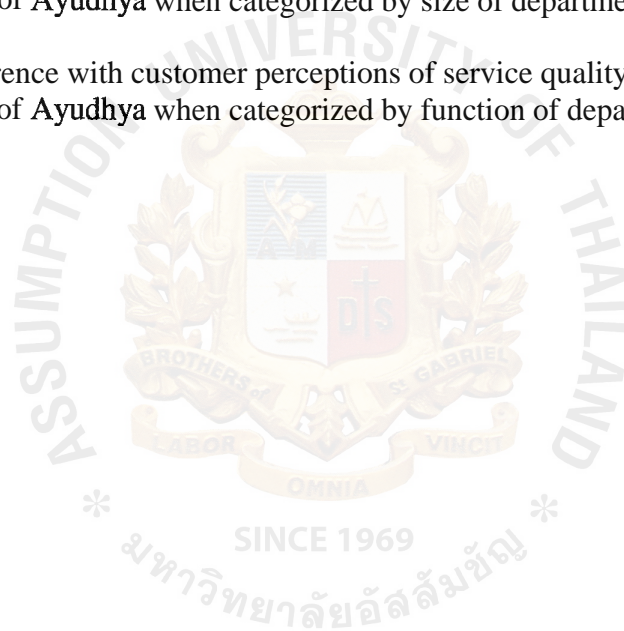 of Ayudhya when categorized by size of departme
rence with customer perceptions of service quality
of Ayudhya when categorized by function of depa
ASSUMPTION UNIVERSITY OF THAILAND
A-M
DS
BROTHERS of St GABRIEL
LABOR
VINCIT
OMNIA
* SINCE 1969 *
มหาวิทยาลัยอัสสัมชัญ